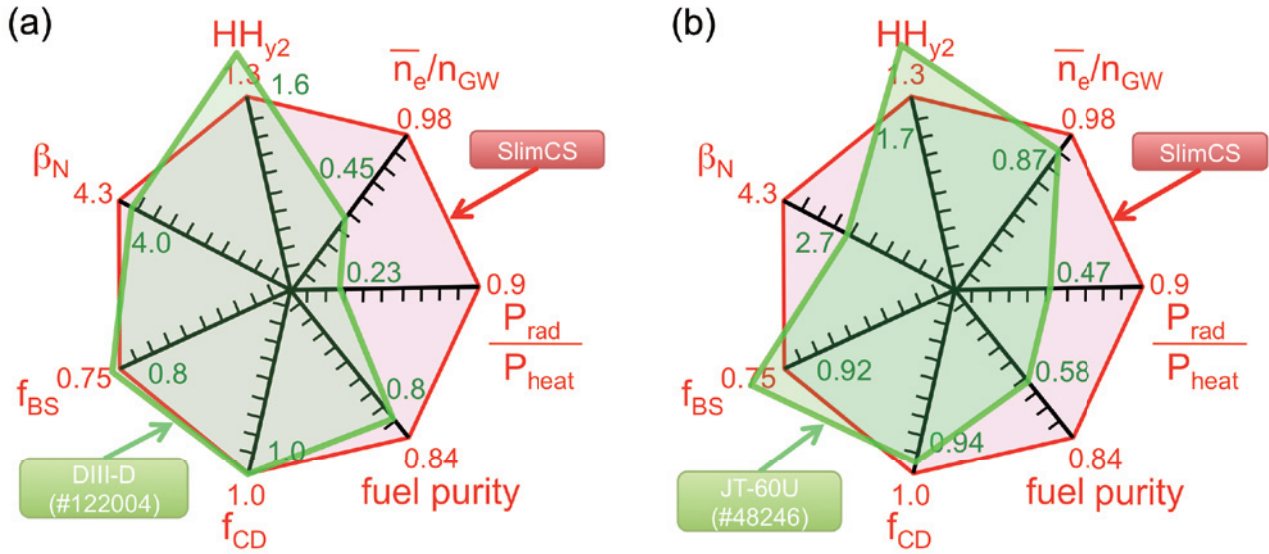 (a)
HHy2
1.3
1.6
n̅e/nGW
0.98
SlimCS
0.45
βN
4.3
4.0
0.23
0.9
Prad
Pheat
0.75
0.8
fBS
0.8
0.84
fuel purity
1.0
1.0
fCD
DIII-D
(#122004)
(b)
HHy2
1.3
1.7
n̅e/nGW
0.98
SlimCS
0.87
βN
4.3
2.7
0.47
0.9
Prad
Pheat
0.75
0.92
fBS
0.58
0.84
fuel purity
0.94
1.0
fCD
JT-60U
(#48246)